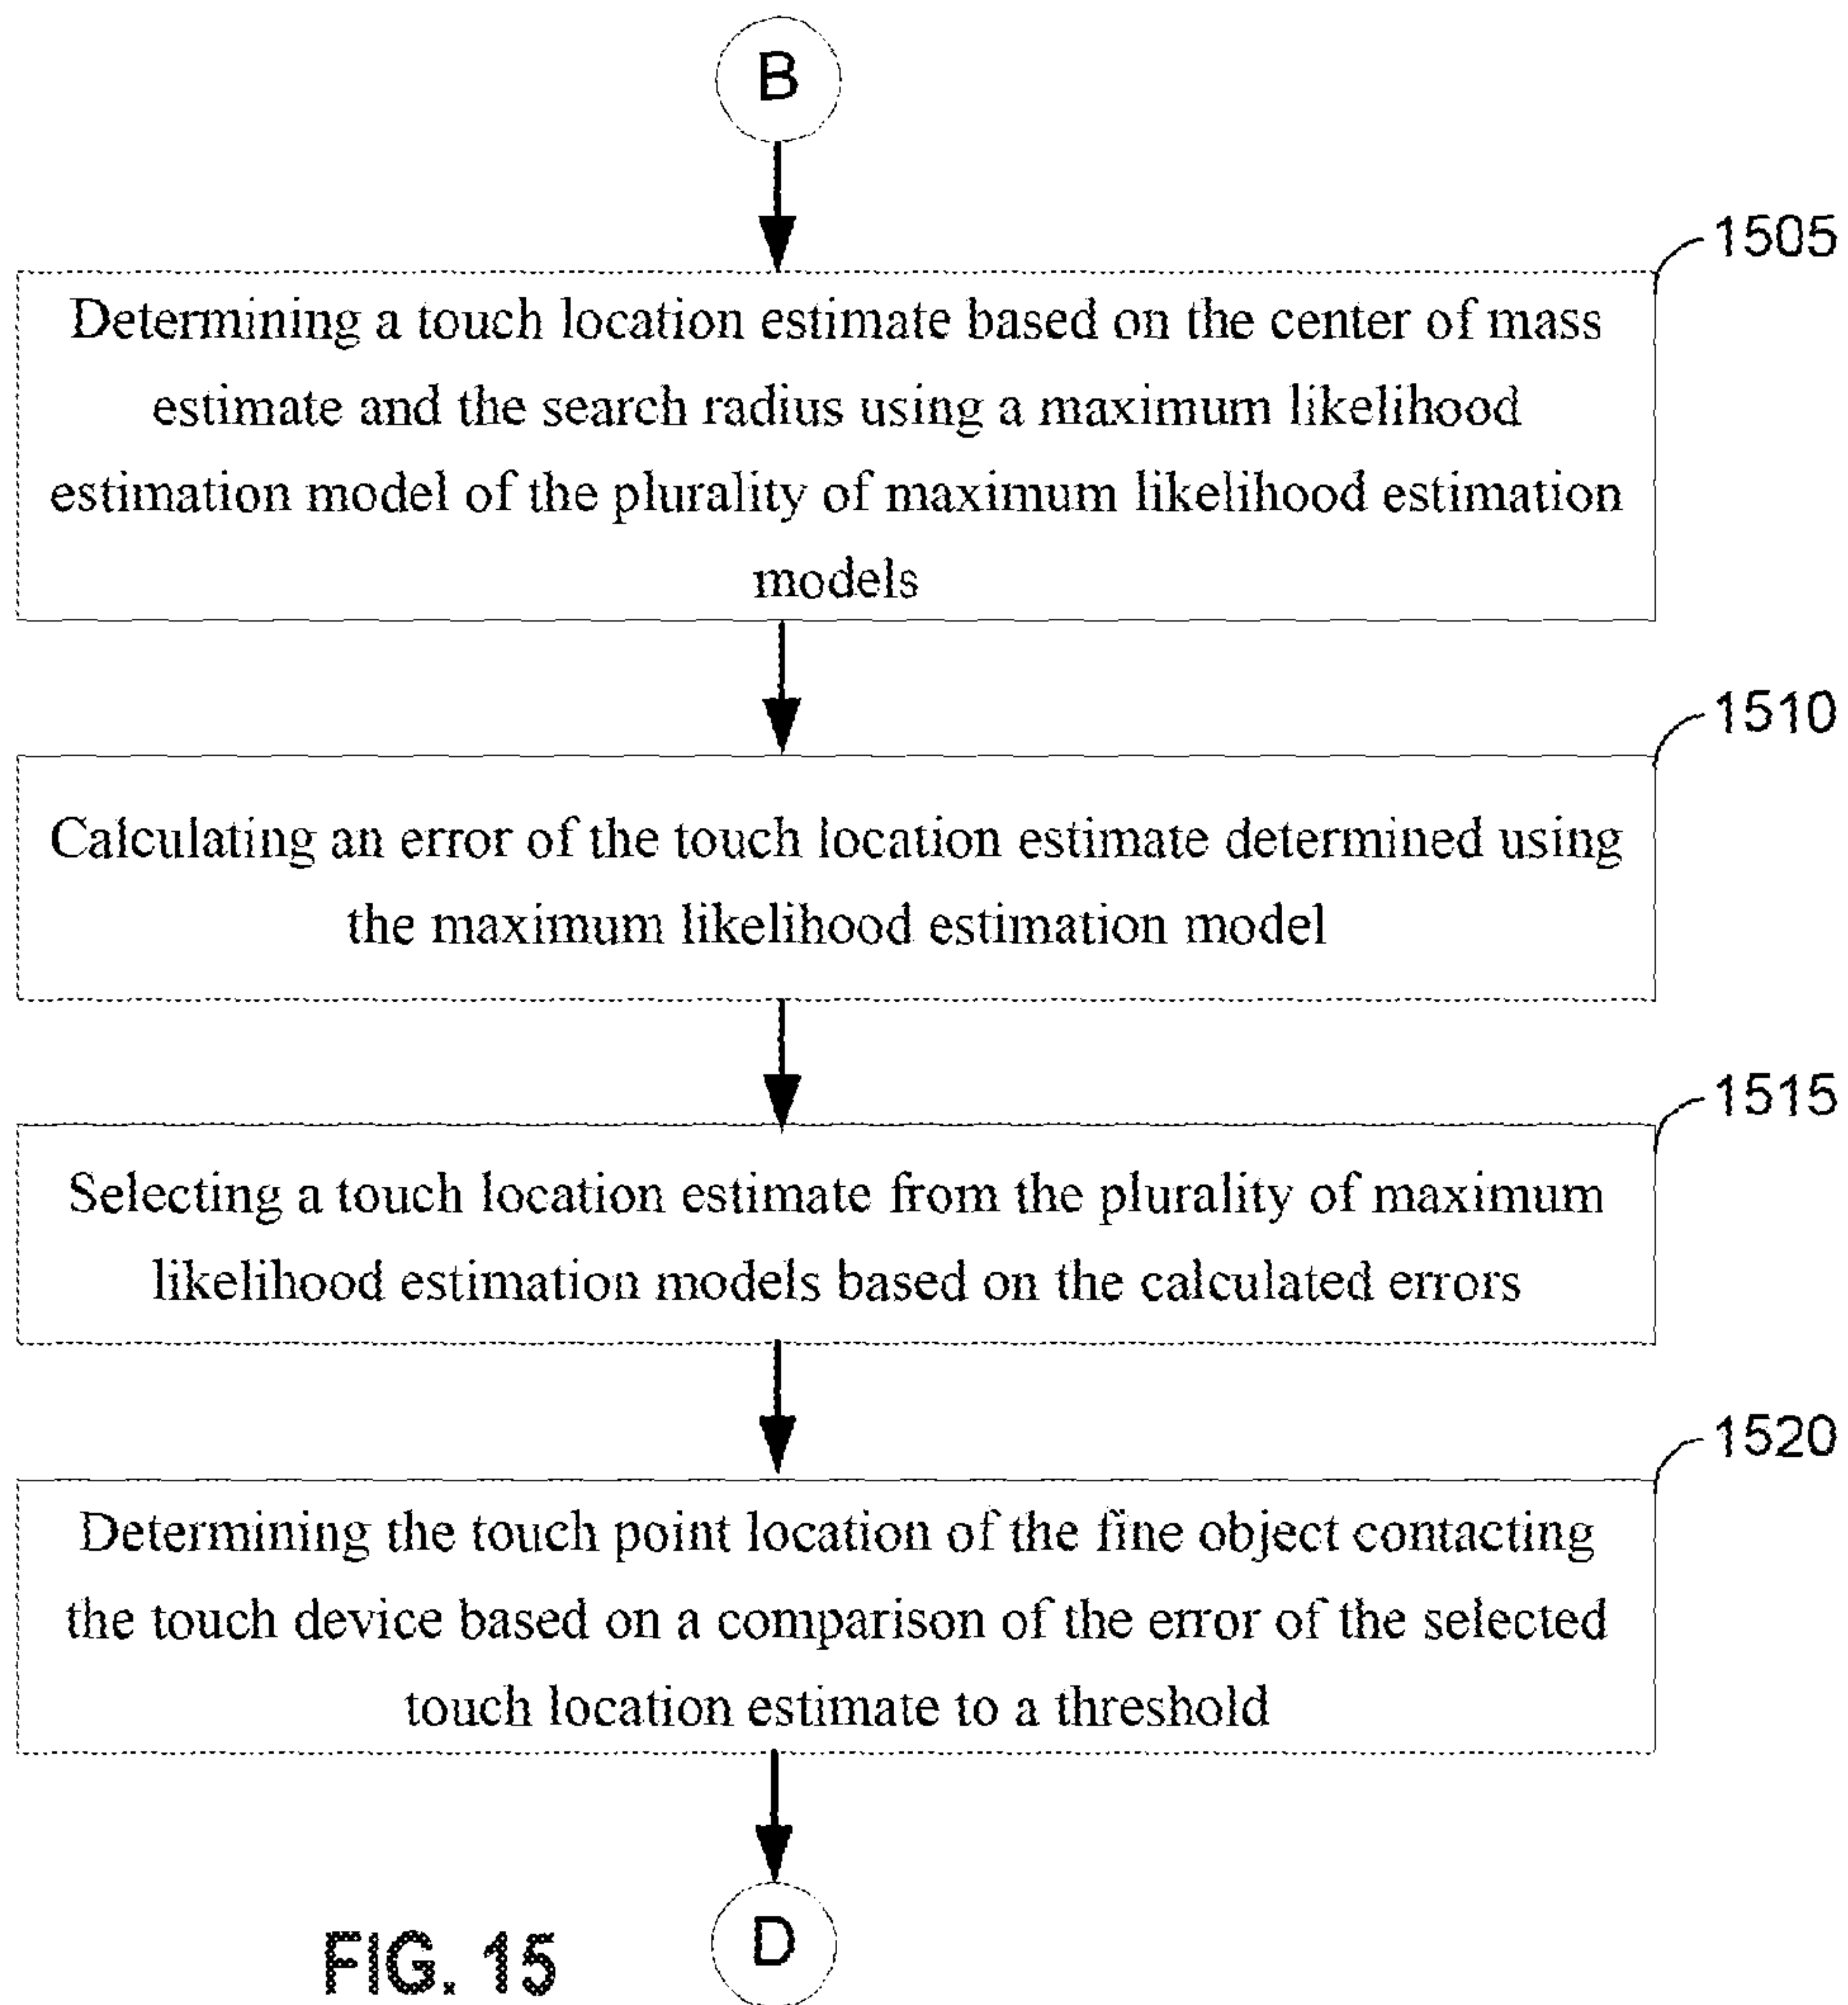 B
1505
Determining a touch location estimate based on the center of mass
estimate and the search radius using a maximum likelihood
estimation model of the plurality of maximum likelihood estimation
models
1510
Calculating an error of the touch location estimate determined using
the maximum likelihood estimation model
1515
Selecting a touch location estimate from the plurality of maximum
likelihood estimation models based on the calculated errors
1520
Determining the touch point location of the fine object contacting
the touch device based on a comparison of the error of the selected
touch location estimate to a threshold
D
FIG. 15